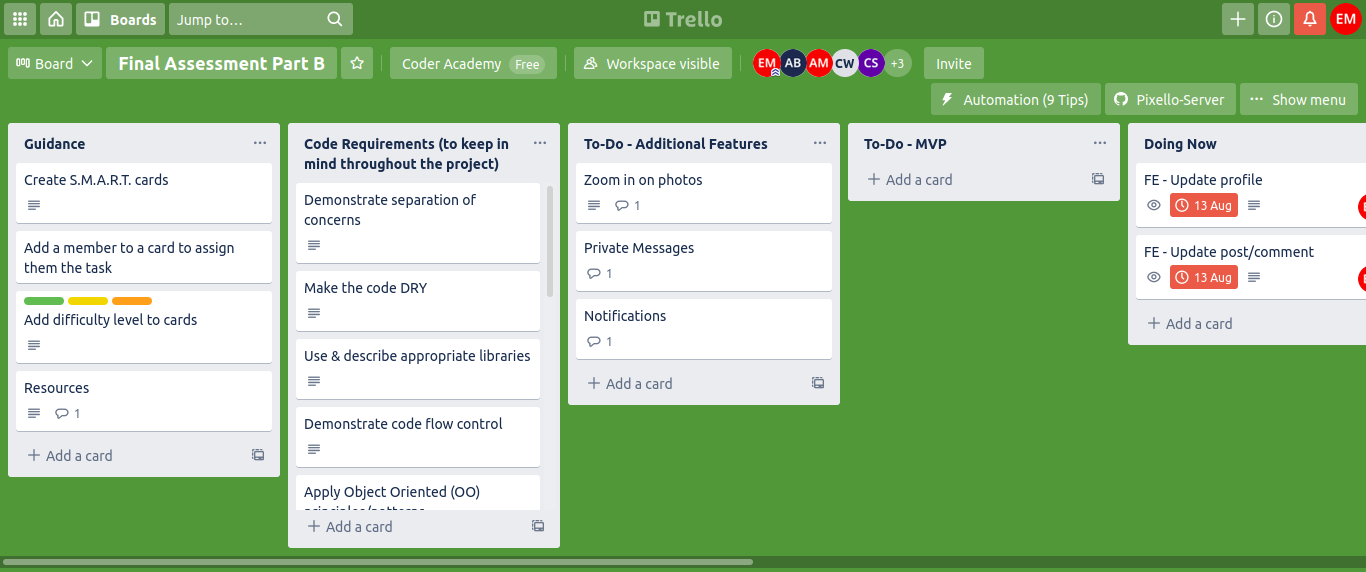 Boards
Jump to…
Trello
EM
Board
Final Assessment Part B
Coder Academy Free
Workspace visible
EM AB AM CW CS +3
Invite
Automation (9 Tips)
Pixello-Server
Show menu
Guidance
Create S.M.A.R.T. cards
Add a member to a card to assign
them the task
Add difficulty level to cards
Resources
1
Add a card
Code Requirements (to keep in
mind throughout the project)
Demonstrate separation of
concerns
Make the code DRY
Use & describe appropriate libraries
Demonstrate code flow control
Apply Object Oriented (OO)
principles/patterns
Add a card
To-Do - Additional Features
Zoom in on photos
1
Private Messages
1
Notifications
1
Add a card
To-Do - MVP
Add a card
Doing Now
FE - Update profile
13 Aug
FE - Update post/comment
13 Aug
Add a card